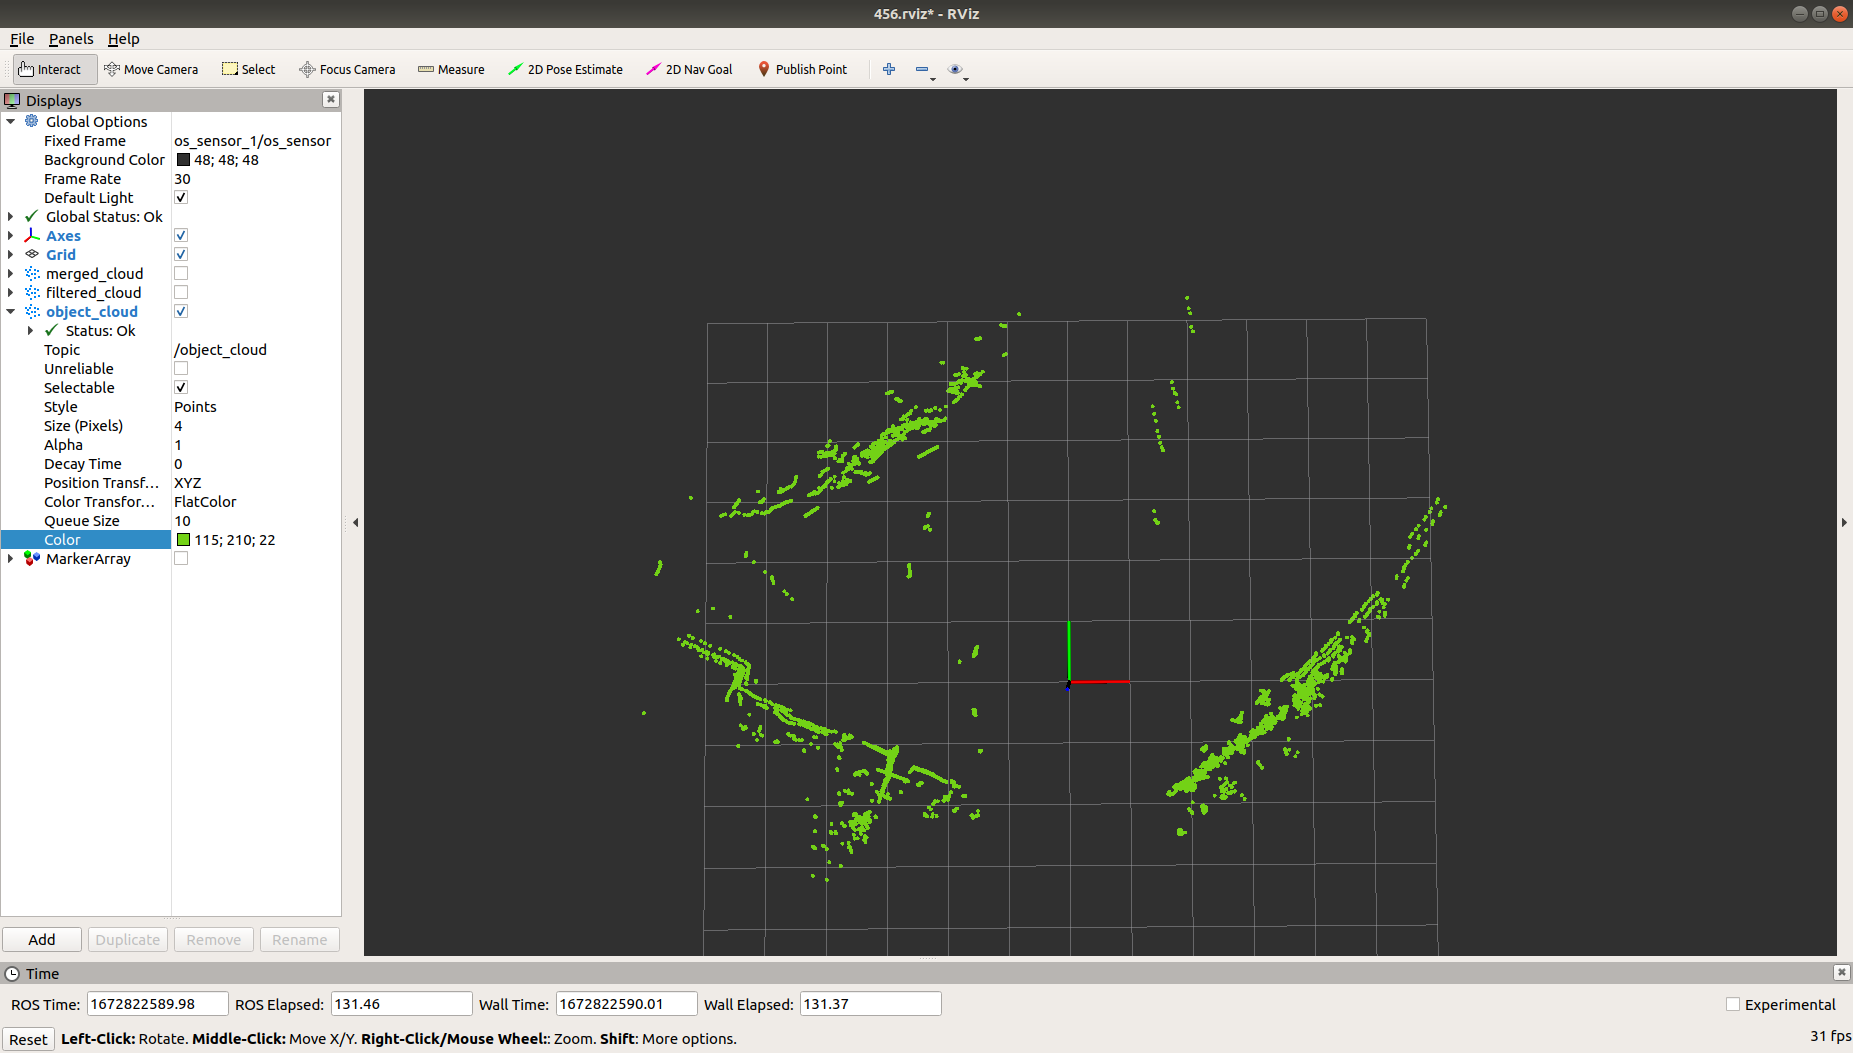 456.rviz* - RViz
File Panels Help
Interact Move Camera Select Focus Camera Measure 2D Pose Estimate 2D Nav Goal Publish Point
Displays
Global Options
Fixed Frame os_sensor_1/os_sensor
Background Color 48; 48; 48
Frame Rate 30
Default Light
Global Status: Ok
Axes
Grid
merged_cloud
filtered_cloud
object_cloud
Status: Ok
Topic /object_cloud
Unreliable
Selectable
Style Points
Size (Pixels) 4
Alpha 1
Decay Time 0
Position Transf... XYZ
Color Transfor... FlatColor
Queue Size 10
Color 115; 210; 22
MarkerArray
Add Duplicate Remove Rename
Time
ROS Time: 1672822589.98 ROS Elapsed: 131.46 Wall Time: 1672822590.01 Wall Elapsed: 131.37 Experimental
Reset Left-Click: Rotate. Middle-Click: Move X/Y. Right-Click/Mouse Wheel:: Zoom. Shift: More options. 31 fps